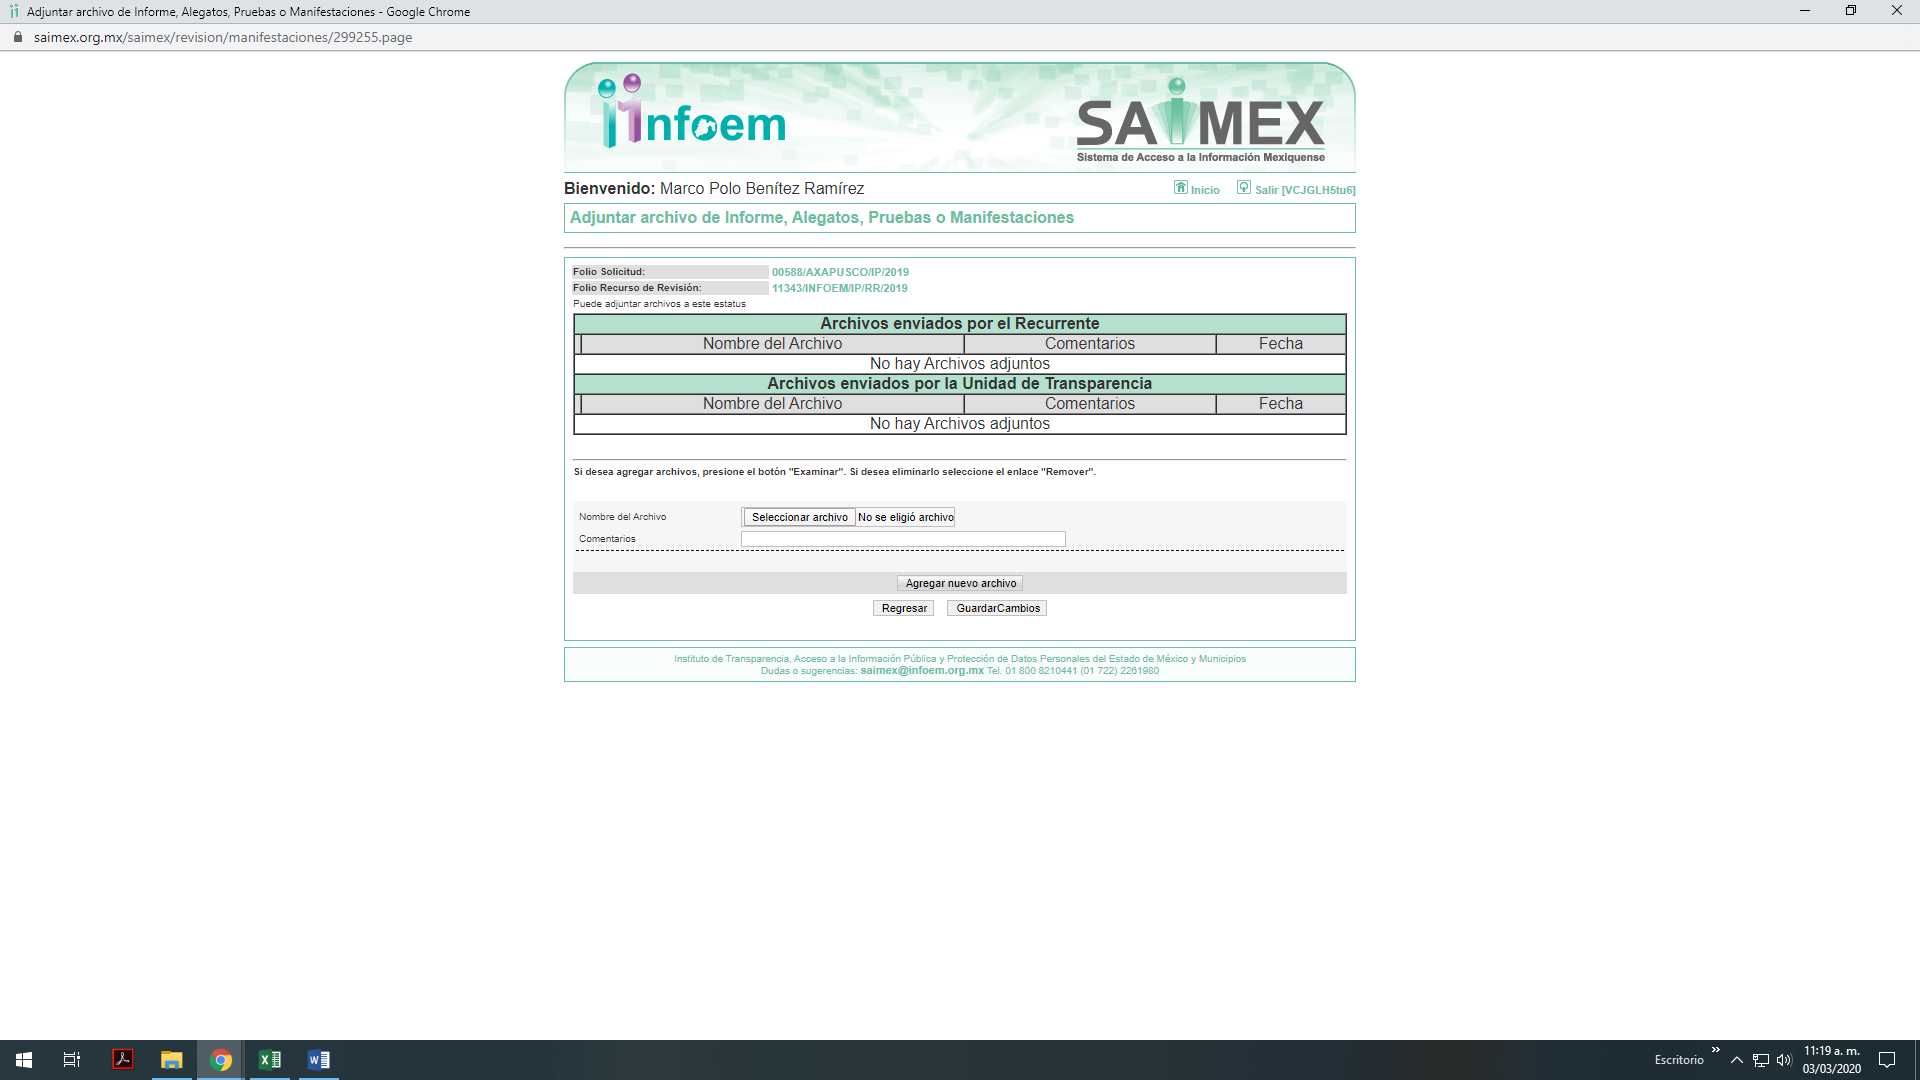 Adjuntar archivo de Informe, Alegatos, Pruebas o Manifestaciones - Google Chrome
saimex.org.mx/saimex/revision/manifestaciones/299255.page
infoem
SAIMEX
Sistema de Acceso a la Información Mexiquense
Bienvenido: Marco Polo Benítez Ramírez
Inicio Salir [VCJGLH5tu6]
Adjuntar archivo de Informe, Alegatos, Pruebas o Manifestaciones
Folio Solicitud: 00588/AXAPUSCO/IP/2019
Folio Recurso de Revisión: 11343/INFOEM/IP/RR/2019
Puede adjuntar archivos a este estatus
Archivos enviados por el Recurrente
Nombre del Archivo Comentarios Fecha
No hay Archivos adjuntos
Archivos enviados por la Unidad de Transparencia
Nombre del Archivo Comentarios Fecha
No hay Archivos adjuntos
Si desea agregar archivos, presione el botón "Examinar". Si desea eliminarlo seleccione el enlace "Remover".
Nombre del Archivo Seleccionar archivo No se eligió archivo
Comentarios
Agregar nuevo archivo
Regresar GuardarCambios
Instituto de Transparencia, Acceso a la Información Pública y Protección de Datos Personales del Estado de México y Municipios
Dudas o sugerencias: saimex@infoem.org.mx Tel. 01 800 8210441 (01 722) 2261980
Escritorio
11:19 a. m.
03/03/2020